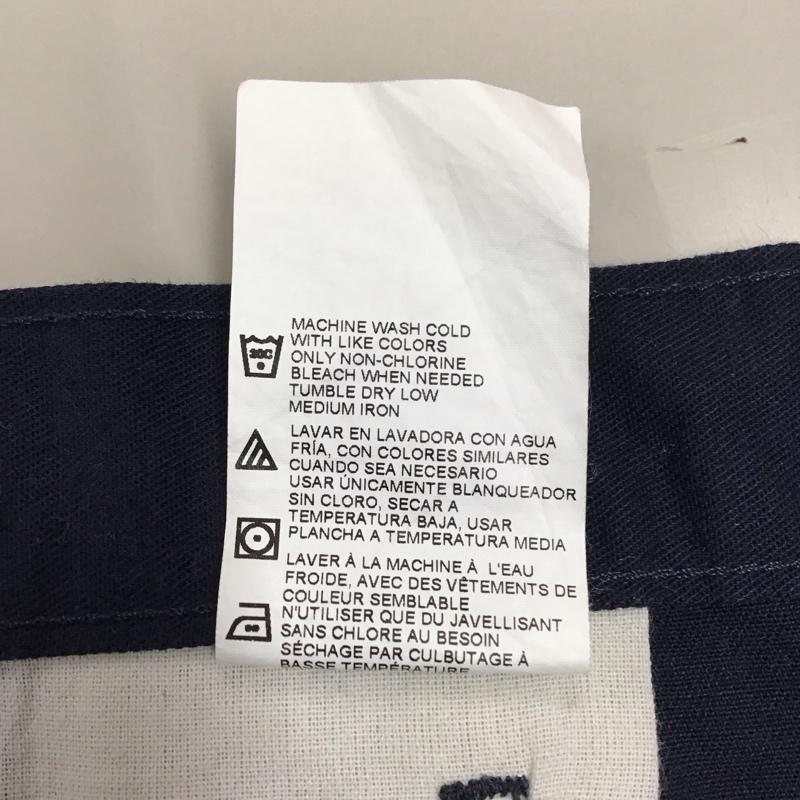 30C
MACHINE WASH COLD
WITH LIKE COLORS
ONLY NON-CHLORINE
BLEACH WHEN NEEDED
TUMBLE DRY LOW
MEDIUM IRON
LAVAR EN LAVADORA CON AGUA
FRÍA, CON COLORES SIMILARES
CUANDO SEA NECESARIO
USAR ÚNICAMENTE BLANQUEADOR
SIN CLORO, SECAR A
TEMPERATURA BAJA, USAR
PLANCHA A TEMPERATURA MEDIA
LAVER À LA MACHINE À L'EAU
FROIDE, AVEC DES VÊTEMENTS DE
COULEUR SEMBLABLE
N'UTILISER QUE DU JAVELLISANT
SANS CHLORE AU BESOIN
SÉCHAGE PAR CULBUTAGE À
BASSE TEMPÉRATURE